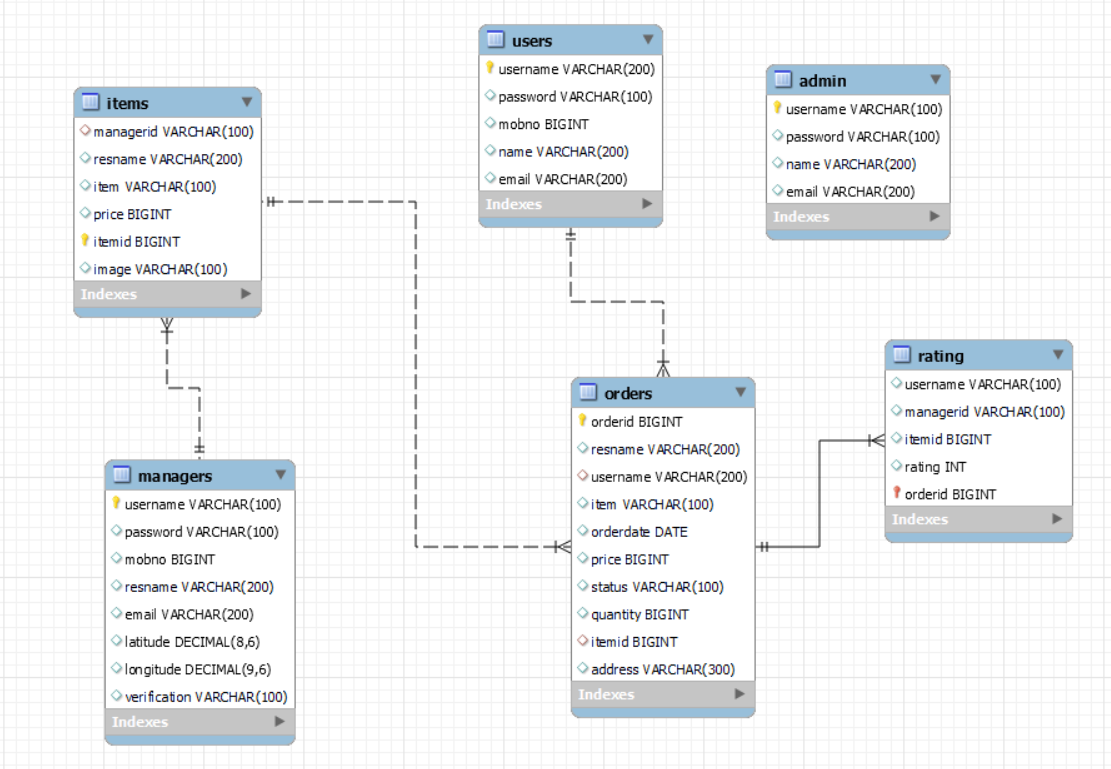 users
username VARCHAR(200)
password VARCHAR(100)
mobno BIGINT
name VARCHAR(200)
email VARCHAR(200)
Indexes
admin
username VARCHAR(100)
password VARCHAR(100)
name VARCHAR(200)
email VARCHAR(200)
Indexes
items
managerid VARCHAR(100)
resname VARCHAR(200)
item VARCHAR(100)
price BIGINT
itemid BIGINT
image VARCHAR(100)
Indexes
rating
username VARCHAR(100)
managerid VARCHAR(100)
itemid BIGINT
rating INT
orderid BIGINT
Indexes
orders
orderid BIGINT
resname VARCHAR(200)
username VARCHAR(200)
item VARCHAR(100)
orderdate DATE
price BIGINT
status VARCHAR(100)
quantity BIGINT
itemid BIGINT
address VARCHAR(300)
Indexes
managers
username VARCHAR(100)
password VARCHAR(100)
mobno BIGINT
resname VARCHAR(200)
email VARCHAR(200)
latitude DECIMAL(8,6)
longitude DECIMAL(9,6)
verification VARCHAR(100)
Indexes